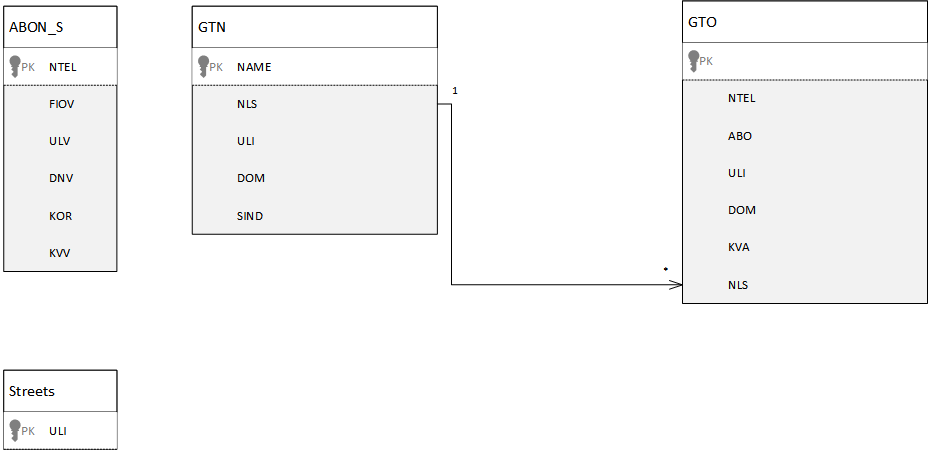 ABON_S
PK NTEL
FIOV
ULV
DNV
KOR
KVV
GTN
PK NAME
NLS
ULI
DOM
SIND
1
*
GTO
PK
NTEL
ABO
ULI
DOM
KVA
NLS
Streets
PK ULI